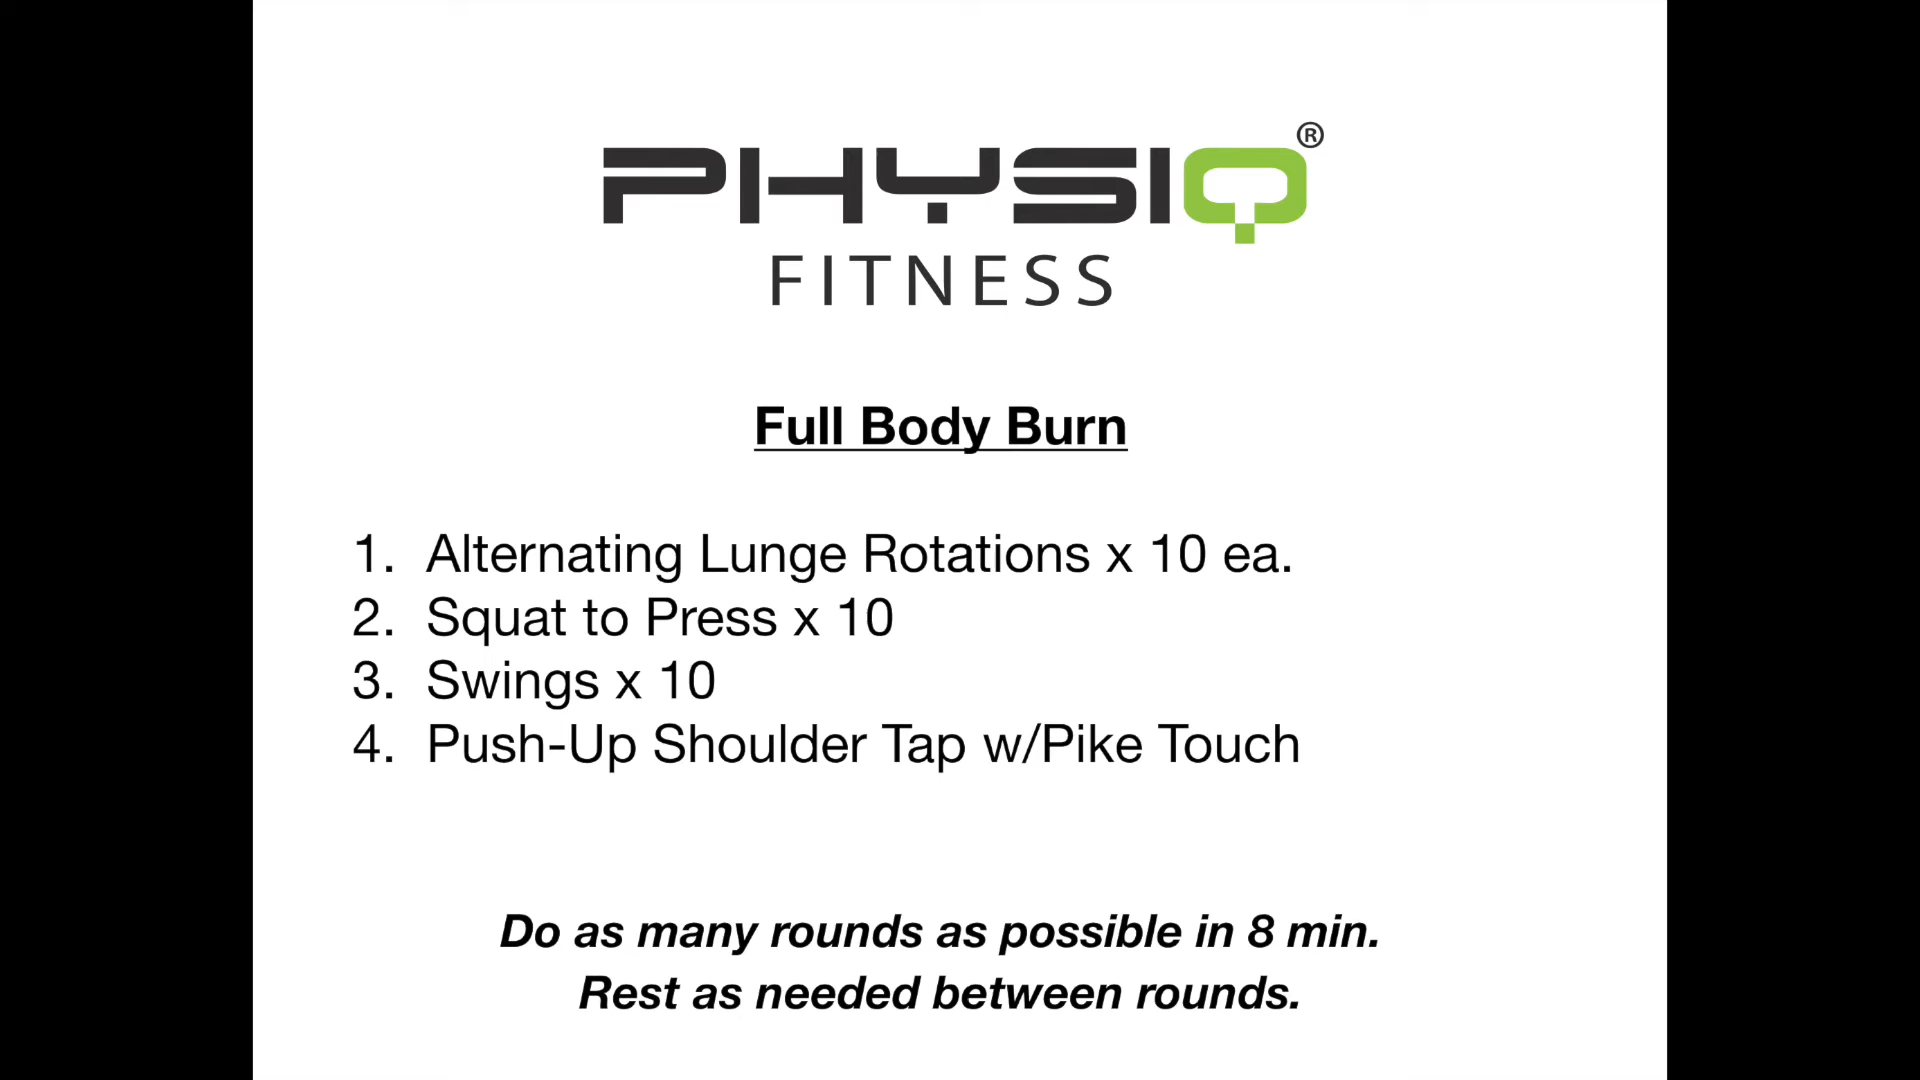 PHYSIQ®
FITNESS
Full Body Burn
1. Alternating Lunge Rotations x 10 ea.
2. Squat to Press x 10
3. Swings x 10
4. Push-Up Shoulder Tap w/Pike Touch
Do as many rounds as possible in 8 min.
Rest as needed between rounds.